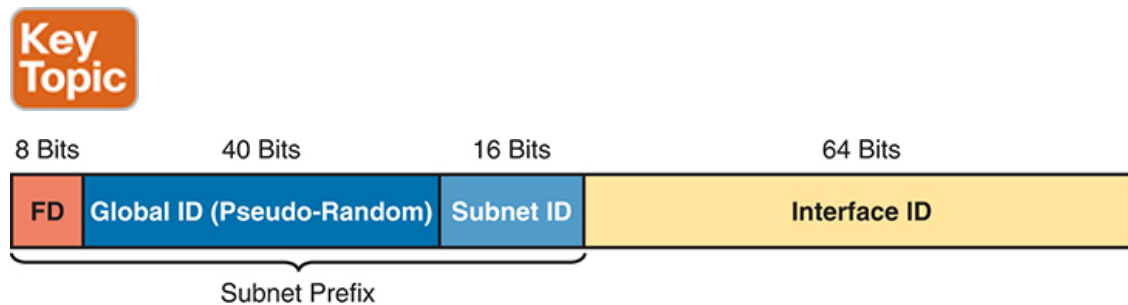 Key
Topic
8 Bits 40 Bits 16 Bits 64 Bits
FD Global ID (Pseudo-Random) Subnet ID Interface ID
Subnet Prefix